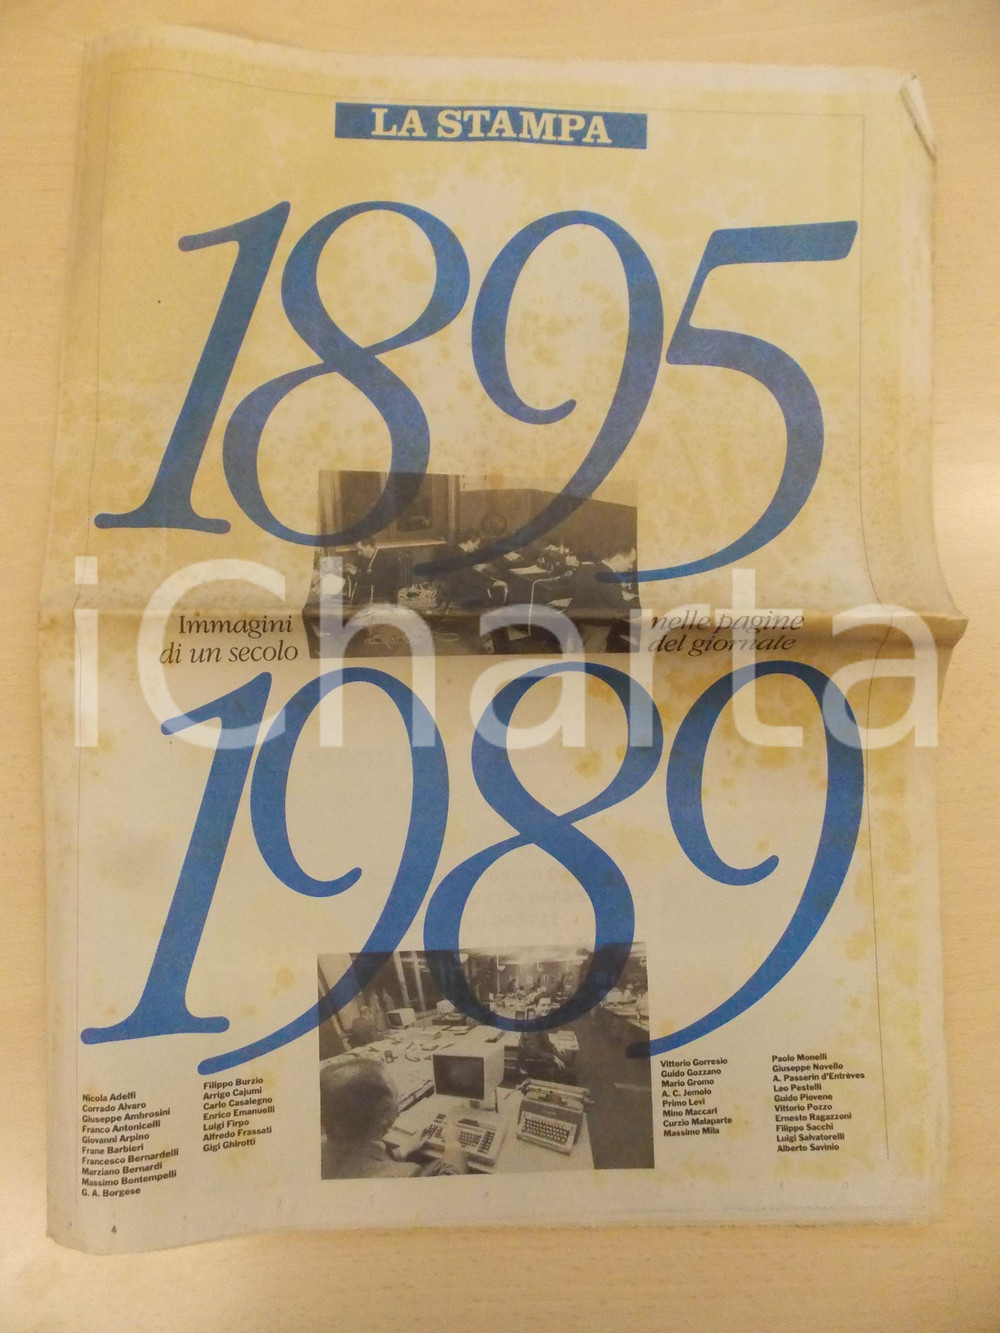 LA STAMPA
1895
Immagini
di un secolo
nelle pagine
del giornale
iCharta
1989
Nicola Adelfi
Corrado Alvaro
Giuseppe Ambrosini
Franco Antonicelli
Giovanni Arpino
Frane Barbieri
Francesco Bernardelli
Marziano Bernardi
Massimo Bontempelli
G. A. Borgese
Filippo Burzio
Arrigo Cajumi
Carlo Casalegno
Enrico Emanuelli
Luigi Firpo
Alfredo Frassati
Gigi Ghirotti
Vittorio Gorresio
Guido Gozzano
Mario Gromo
A. C. Jemolo
Primo Levi
Mino Maccari
Curzio Malaparte
Massimo Mila
Paolo Monelli
Giuseppe Novello
A. Passerin d'Entrèves
Leo Pestelli
Guido Piovene
Vittorio Pozzo
Ernesto Ragazzoni
Filippo Sacchi
Luigi Salvatorelli
Alberto Savinio
4